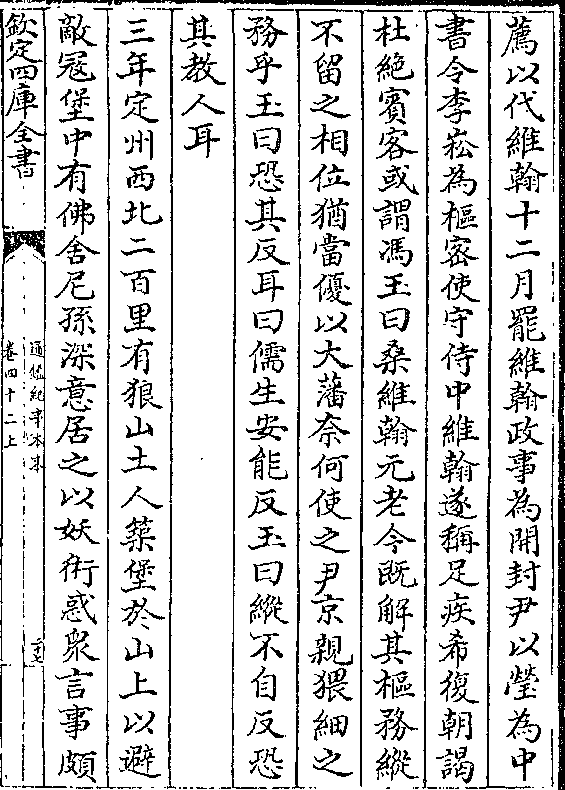 薦以代維翰十二月罷維翰政事為開封尹以瑩為中
書令李崧為樞密使守侍中維翰遂稱足疾希復朝謁
杜絶賓客或謂馮玉曰桑維翰元老今既解其樞務縱
不留之相位猶當優以大藩奈何使之尹京親猥細之
務乎玉曰恐其反耳曰儒生安能反玉曰縱不自反恐
其教人耳
三年定州西北二百里有狼山土人築堡於山上以避
敵冦堡中有佛舍尼孫深意居之以妖術惑衆言事頗
欽定四庫全書
通鑑紀事本末
卷四十二上
二十七